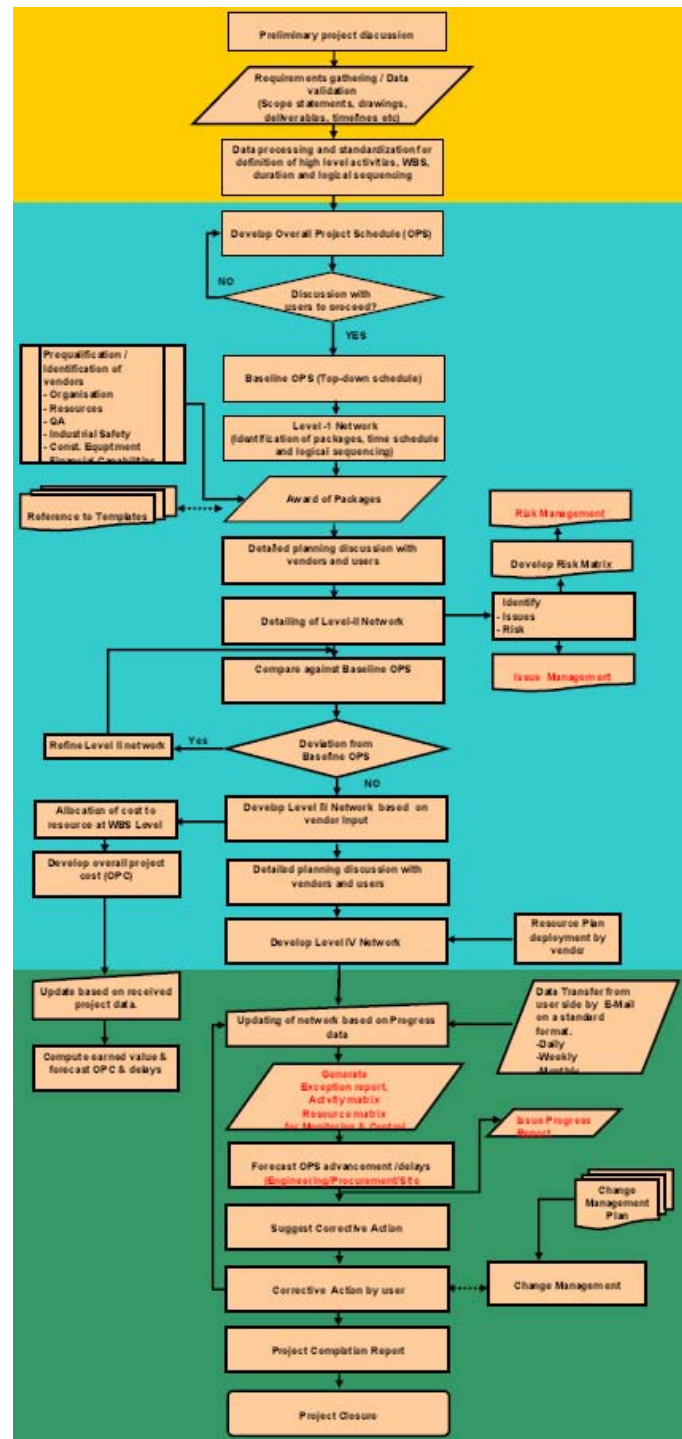 Preliminary project discussion
Requirements gathering / Data
validation
(Scope statements, drawings,
deliverables, timelines etc)
Data processing and standardization for
definition of high level activities, WBS,
duration and logical sequencing
Develop Overall Project Schedule (OPS)
NO
Discussion with
users to proceed?
YES
Prequalification /
Identification of
vendors
- Organisation
- Resources
- QA
- Industrial Safety
- Const. Equptment
Financial Capabilities
Baseline OPS (Top-down schedule)
Level -1 Network
(Identification of packages, time schedule
and logical sequencing)
Reference to Templates
Award of Packages
Risk Management
Develop Risk Matrix
Detailed planning discussion with
vendors and users
Identify
- Issues
- Risk
Detailing of Level-II Network
Issue Management
Compare against Baseline OPS
Refine Level II network
Yes
Deviation from
Baseline OPS
NO
Allocation of cost to
resource at WBS Level
Develop Level III Network based on
vendor Input
Develop overall project
cost (OPC)
Detailed planning discussion with
vendors and users
Develop Level IV Network
Resource Plan
deployment by
vendor
Update based on received
project data.
Updating of network based on Progress
data
Data Transfer from
user side by E-Mail
on a standard
format.
-Daily
-Weekly
-Monthly
Compute earned value &
forecast OPC & delays
Generate
Exception report,
Activity matrix
Resource matrix
for Monitoring & Control
Issue Progress
Report
Forecast OPS advancement /delays
(Engineering/Procurement/Site
Change
Management
Plan
Suggest Corrective Action
Corrective Action by user
Change Management
Project Completion Report
Project Closure